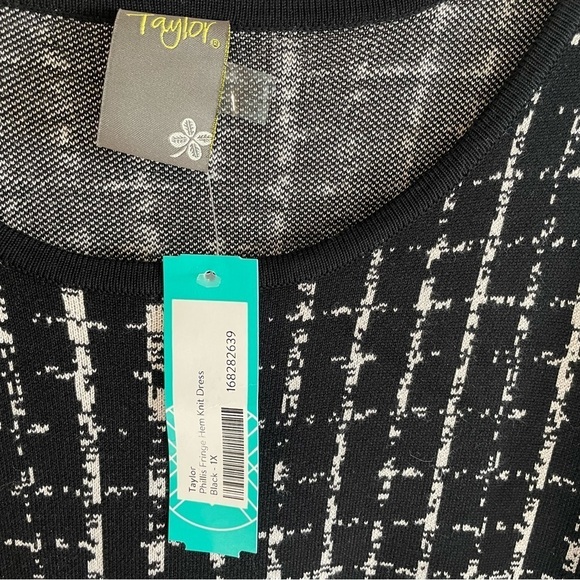 Taylor®
Taylor
Phillis Fringe Hem Knit Dress
Black - 1X
168282639